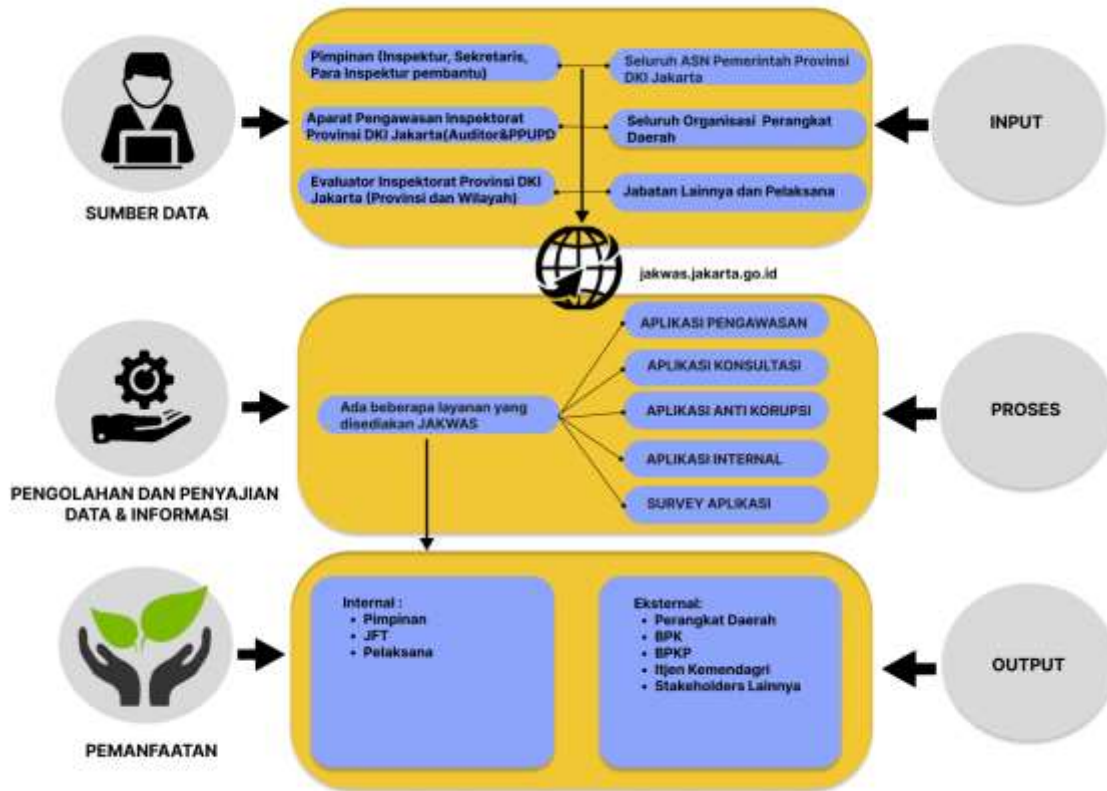 Pimpinan (Inspektur, Sekretaris,
Para Inspektur pembantu)
Seluruh ASN Pemerintah Provinsi
DKI Jakarta
Aparat Pengawasan Inspektorat
Provinsi DKI Jakarta(Auditor&PPUPD
Seluruh Organisasi Perangkat
Daerah
Evaluator Inspektorat Provinsi DKI
Jakarta (Provinsi dan Wilayah)
Jabatan Lainnya dan Pelaksana
SUMBER DATA
INPUT
jakwas.jakarta.go.id
APLIKASI PENGAWASAN
APLIKASI KONSULTASI
Ada beberapa layanan yang
disediakan JAKWAS
APLIKASI ANTI KORUPSI
APLIKASI INTERNAL
SURVEY APLIKASI
PENGOLAHAN DAN PENYAJIAN
DATA & INFORMASI
PROSES
Internal :
• Pimpinan
• JFT
• Pelaksana
Eksternal:
• Perangkat Daerah
• BPK
• BPKP
• Itjen Kemendagri
• Stakeholders Lainnya
PEMANFAATAN
OUTPUT